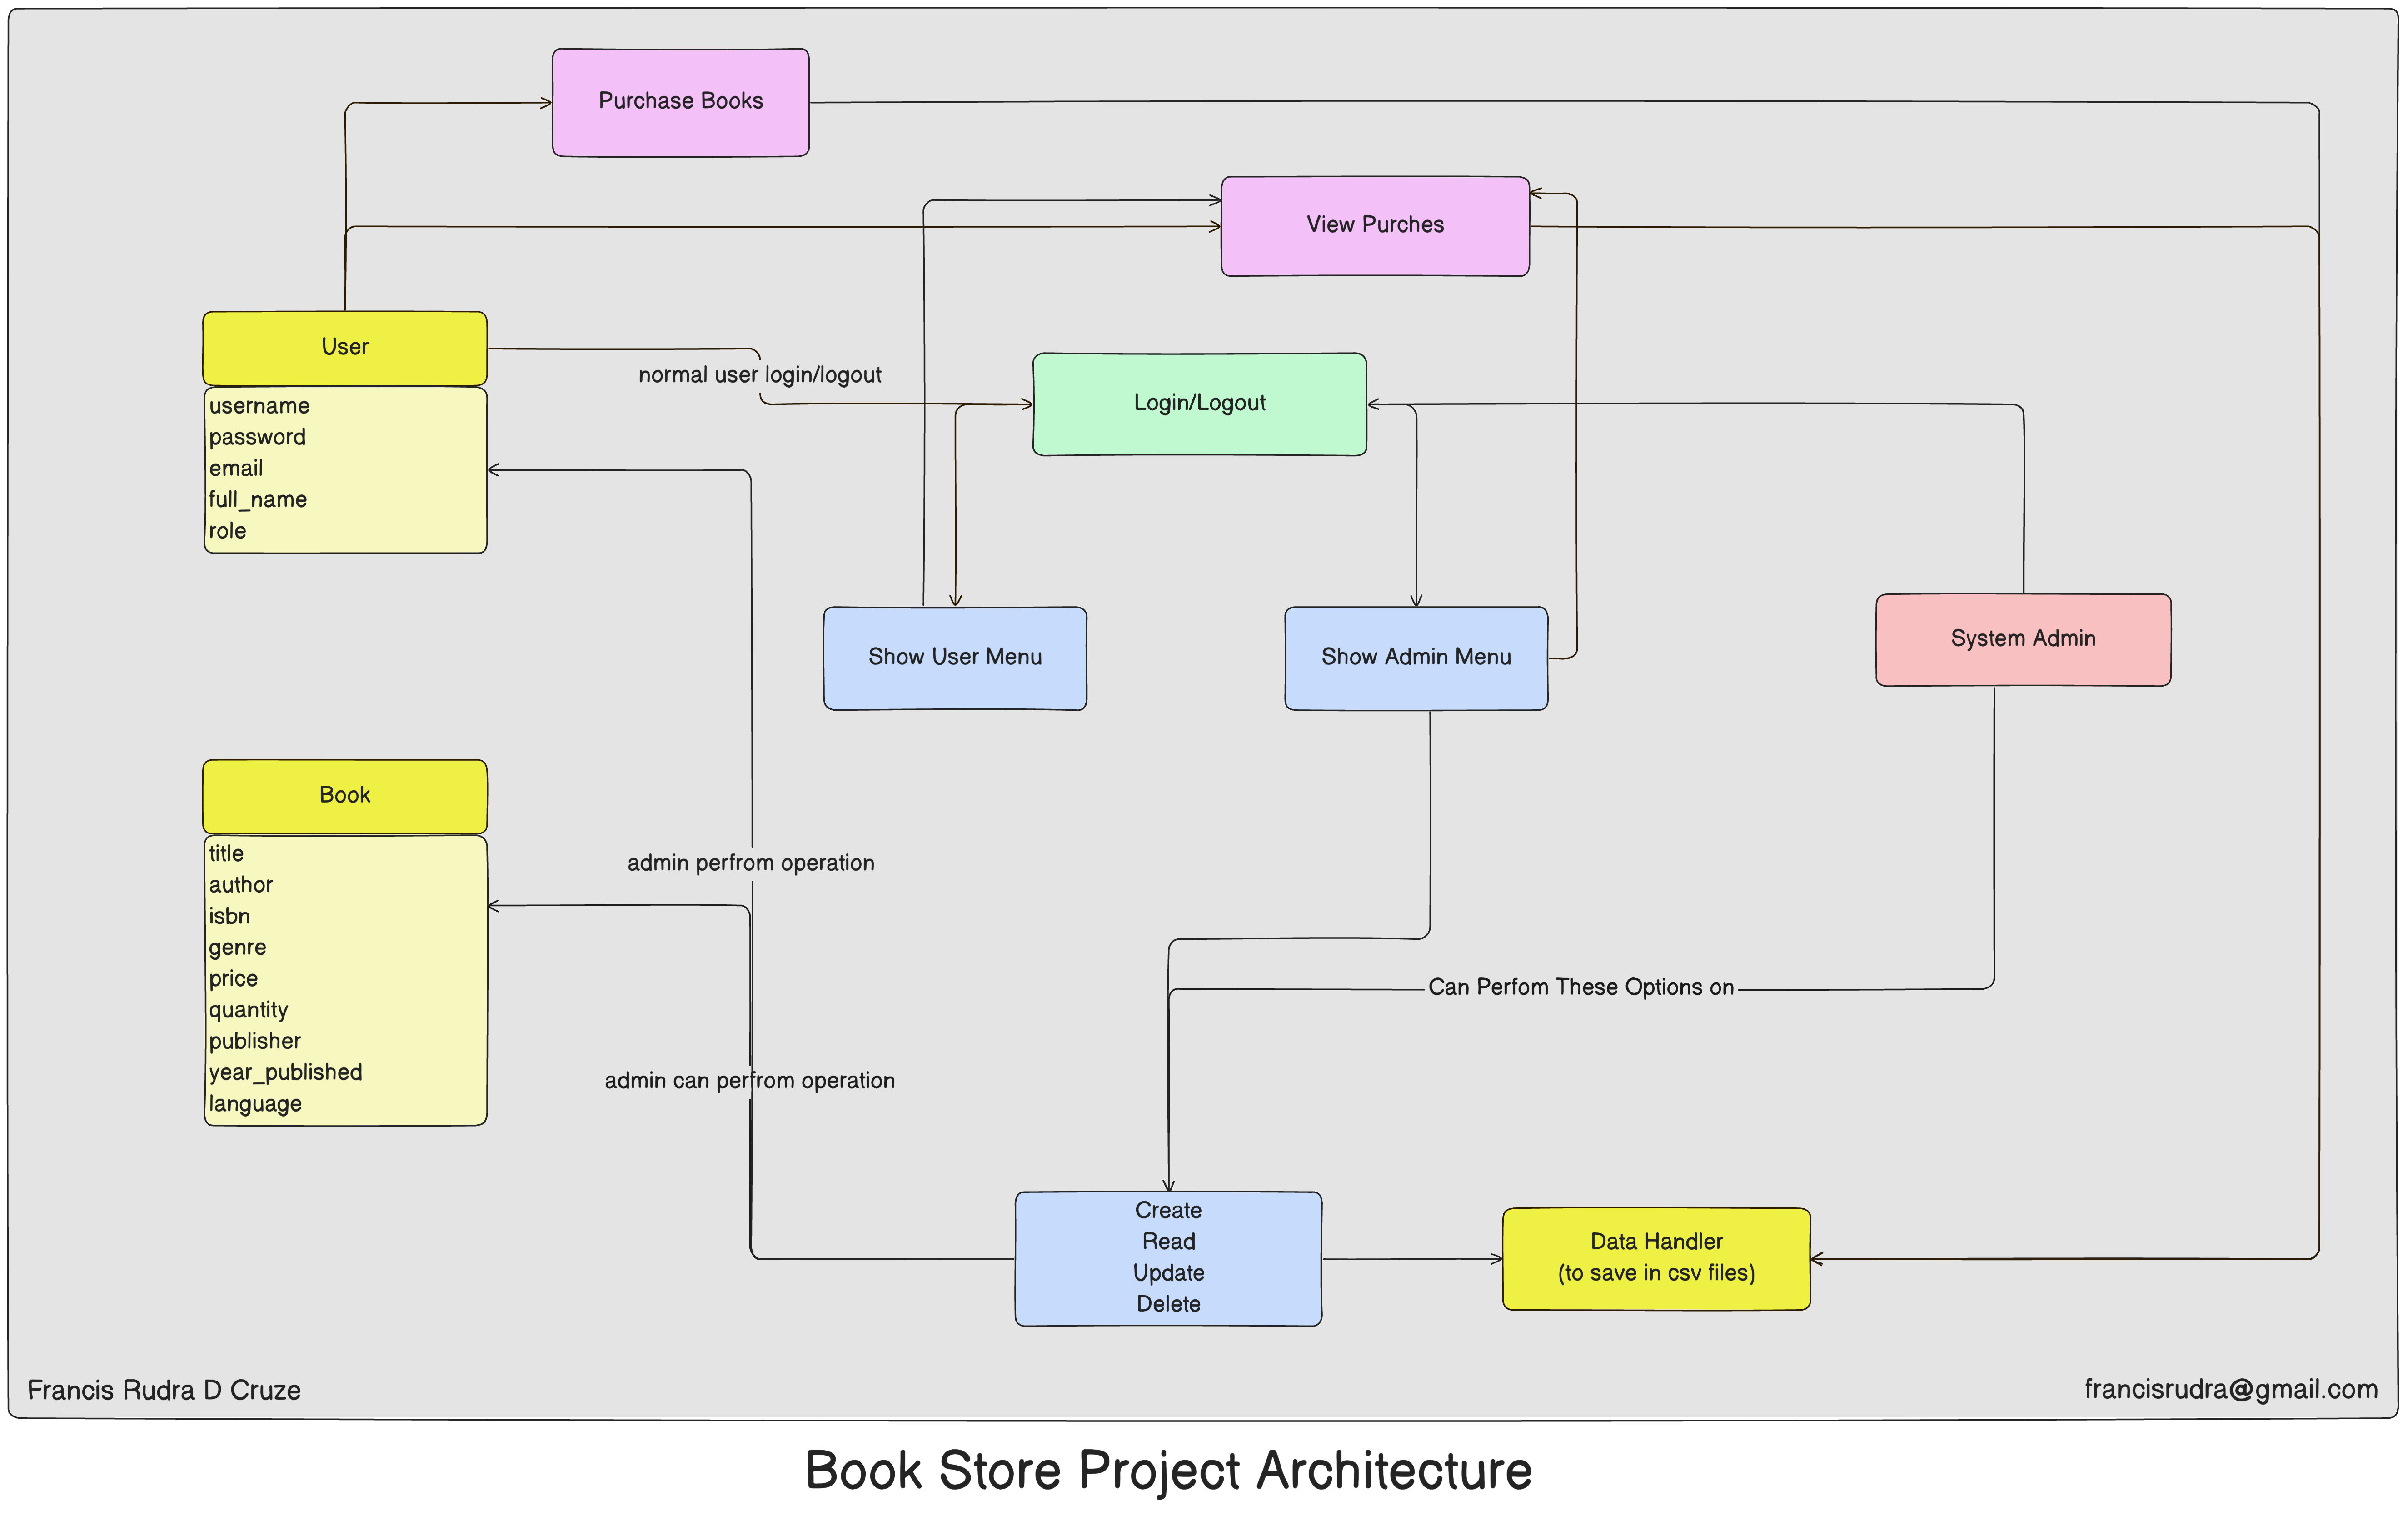 Purchase Books
View Purches
User
username
password
email
full_name
role
normal user login/logout
Login/Logout
Show User Menu
Show Admin Menu
System Admin
Book
title
author
isbn
genre
price
quantity
publisher
year_published
language
admin perfrom operation
Can Perfom These Options on
admin can perfrom operation
Create
Read
Update
Delete
Data Handler
(to save in csv files)
Francis Rudra D Cruze
francisrudra@gmail.com
Book Store Project Architecture